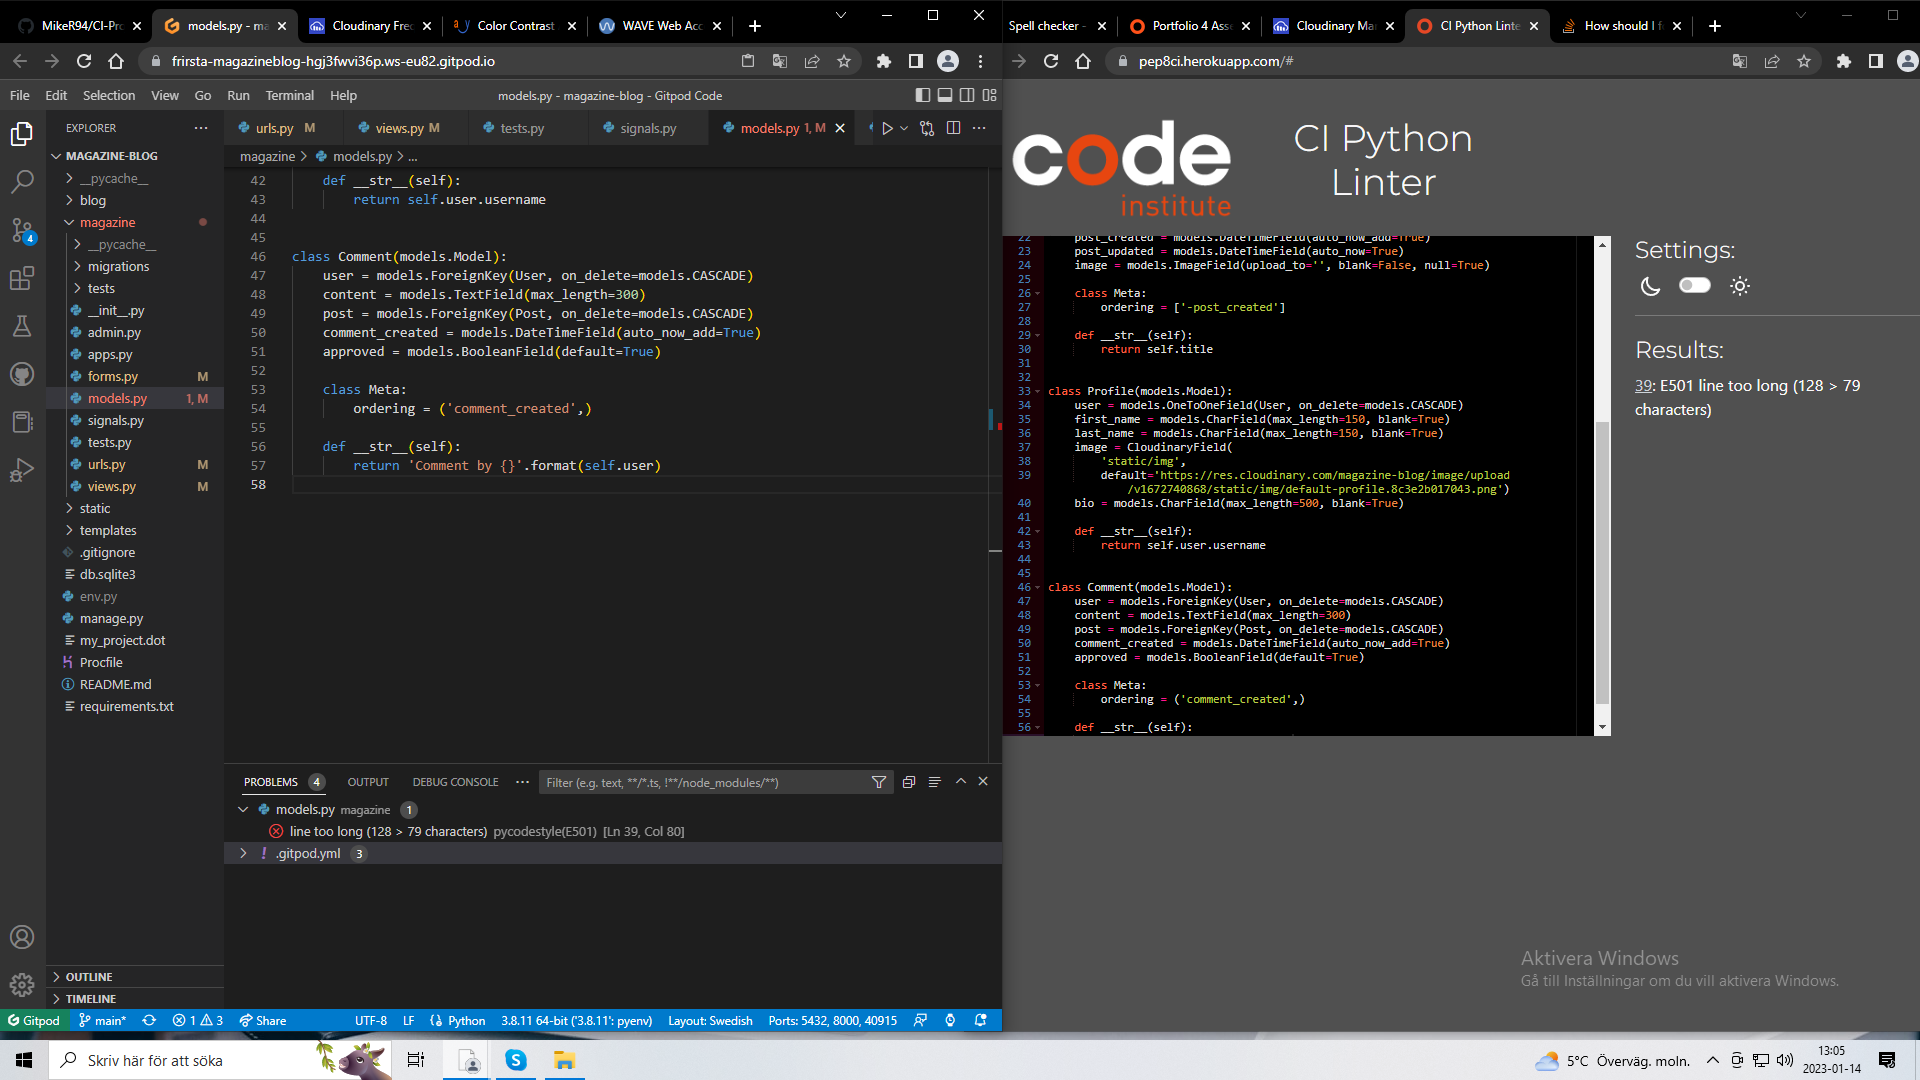 MikeR94/CI-Pro
models.py - ma
Cloudinary Fre
Color Contrast
WAVE Web Acc
frirsta-magazineblog-hgj3fwvi36p.ws-eu82.gitpod.io
File Edit Selection View Go Run Terminal Help
models.py - magazine-blog - Gitpod Code
EXPLORER
MAGAZINE-BLOG
__pycache__
blog
magazine
__pycache__
migrations
tests
__init__.py
admin.py
apps.py
forms.py M
models.py 1, M
signals.py
tests.py
urls.py M
views.py M
static
templates
.gitignore
db.sqlite3
env.py
manage.py
my_project.dot
Procfile
README.md
requirements.txt
OUTLINE
TIMELINE
4
urls.py M
views.py M
tests.py
signals.py
models.py 1, M
magazine > models.py > ...
42 def __str__(self):
43 return self.user.username
44
45
46 class Comment(models.Model):
47 user = models.ForeignKey(User, on_delete=models.CASCADE)
48 content = models.TextField(max_length=300)
49 post = models.ForeignKey(Post, on_delete=models.CASCADE)
50 comment_created = models.DateTimeField(auto_now_add=True)
51 approved = models.BooleanField(default=True)
52
53 class Meta:
54 ordering = ('comment_created',)
55
56 def __str__(self):
57 return 'Comment by {}'.format(self.user)
58
PROBLEMS 4 OUTPUT DEBUG CONSOLE ...
Filter (e.g. text, **/*.ts, !**/node_modules/**)
models.py magazine 1
line too long (128 > 79 characters) pycodestyle(E501) [Ln 39, Col 80]
! .gitpod.yml 3
Gitpod main* 1 3 Share UTF-8 LF Python 3.8.11 64-bit ('3.8.11': pyenv) Layout: Swedish Ports: 5432, 8000, 40915
Spell checker -
Portfolio 4 Asse
Cloudinary Mar
CI Python Linte
How should I f
pep8ci.herokuapp.com/#
code
institute
CI Python
Linter
22 post_created = models.DateTimeField(auto_now_add=True)
23 post_updated = models.DateTimeField(auto_now=True)
24 image = models.ImageField(upload_to='', blank=False, null=True)
25
26 class Meta:
27 ordering = ['-post_created']
28
29 def __str__(self):
30 return self.title
31
32
33 class Profile(models.Model):
34 user = models.OneToOneField(User, on_delete=models.CASCADE)
35 first_name = models.CharField(max_length=150, blank=True)
36 last_name = models.CharField(max_length=150, blank=True)
37 image = CloudinaryField(
38 'static/img',
39 default='https://res.cloudinary.com/magazine-blog/image/upload
/v1672740868/static/img/default-profile.8c3e2b017043.png')
40 bio = models.CharField(max_length=500, blank=True)
41
42 def __str__(self):
43 return self.user.username
44
45
46 class Comment(models.Model):
47 user = models.ForeignKey(User, on_delete=models.CASCADE)
48 content = models.TextField(max_length=300)
49 post = models.ForeignKey(Post, on_delete=models.CASCADE)
50 comment_created = models.DateTimeField(auto_now_add=True)
51 approved = models.BooleanField(default=True)
52
53 class Meta:
54 ordering = ('comment_created',)
55
56 def __str__(self):
Settings:
Results:
39: E501 line too long (128 > 79
characters)
Aktivera Windows
Gå till Inställningar om du vill aktivera Windows.
Skriv här för att söka
5°C Överväg. moln.
13:05
2023-01-14